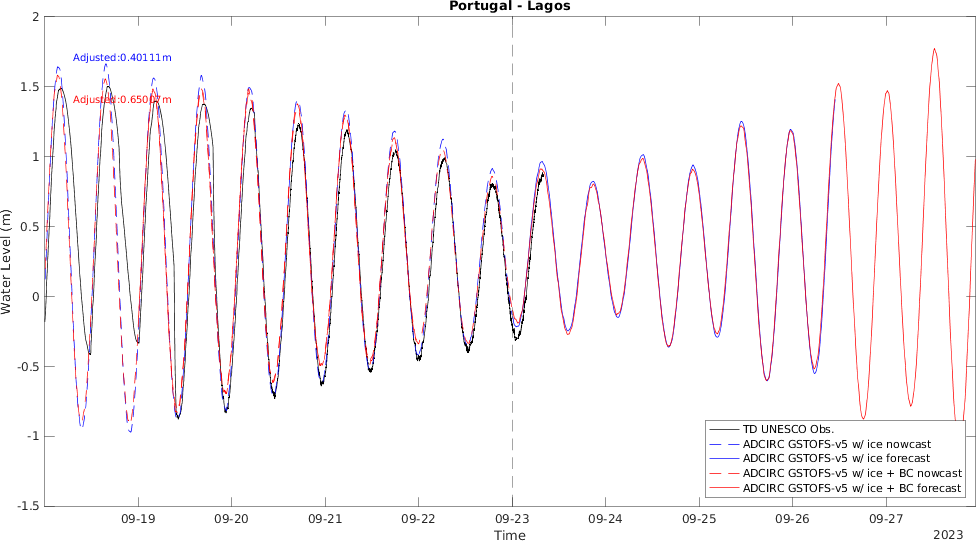 Portugal - Lagos
2
1.5
1
0.5
0
-0.5
-1
-1.5
Water Level (m)
Adjusted:0.40111m
Adjusted:0.65017m
09-19
09-20
09-21
09-22
09-23
09-24
09-25
09-26
09-27
Time
2023
TD UNESCO Obs.
ADCIRC GSTOFS-v5 w/ ice nowcast
ADCIRC GSTOFS-v5 w/ ice forecast
ADCIRC GSTOFS-v5 w/ ice + BC nowcast
ADCIRC GSTOFS-v5 w/ ice + BC forecast